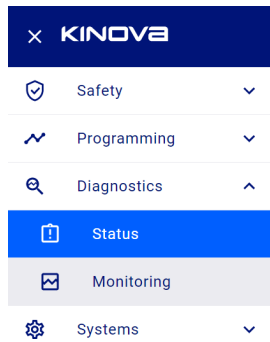 KINOVA
Safety
Programming
Diagnostics
Status
Monitoring
Systems